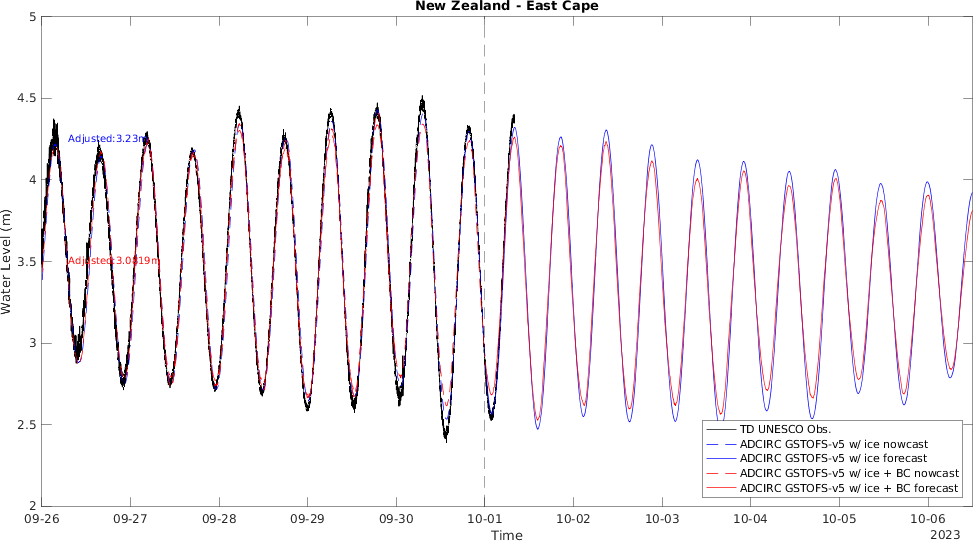 New Zealand - East Cape
5
4.5
4
3.5
3
2.5
2
Water Level (m)
Adjusted:3.23m
Adjusted:3.0819m
TD UNESCO Obs.
ADCIRC GSTOFS-v5 w/ ice nowcast
ADCIRC GSTOFS-v5 w/ ice forecast
ADCIRC GSTOFS-v5 w/ ice + BC nowcast
ADCIRC GSTOFS-v5 w/ ice + BC forecast
09-26 09-27 09-28 09-29 09-30 10-01 10-02 10-03 10-04 10-05 10-06
Time
2023